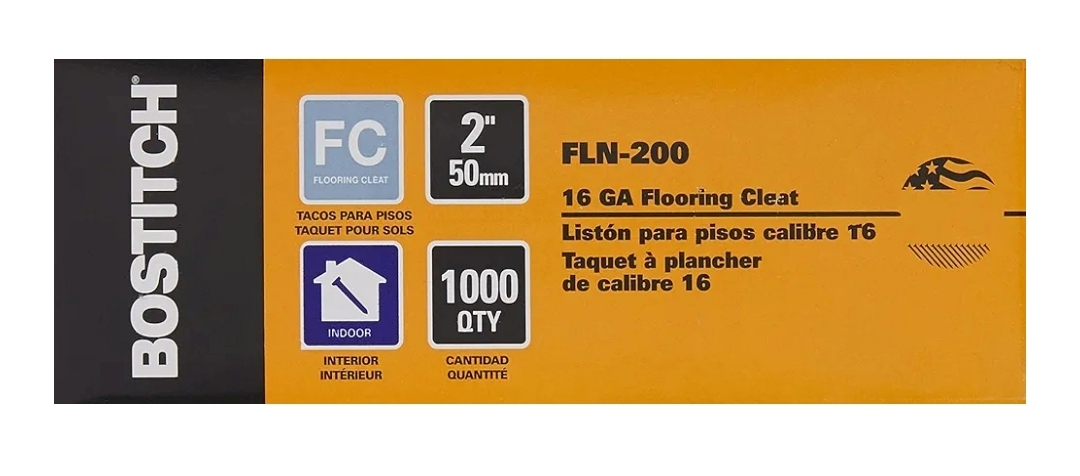 BOSTITCH®
FC
FLOORING CLEAT
TACOS PARA PISOS
TAQUET POUR SOLS
2"
50mm
INDOOR
INTERIOR
INTÉRIEUR
1000
QTY
CANTIDAD
QUANTITÉ
FLN-200
16 GA Flooring Cleat
Listón para pisos calibre 16
Taquet à plancher
de calibre 16